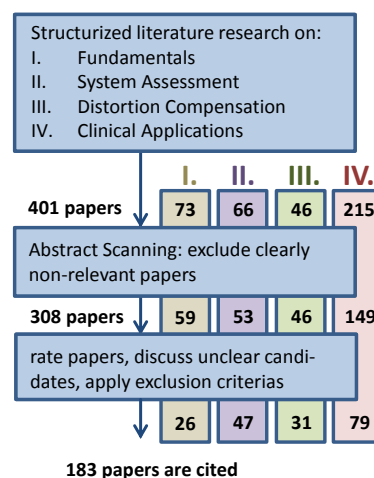 Structurized literature research on:
I. Fundamentals
II. System Assessment
III. Distortion Compensation
IV. Clinical Applications
I. II. III. IV.
401 papers 73 66 46 215
Abstract Scanning: exclude clearly
non-relevant papers
308 papers 59 53 46 149
rate papers, discuss unclear candi-
dates, apply exclusion criterias
26 47 31 79
183 papers are cited